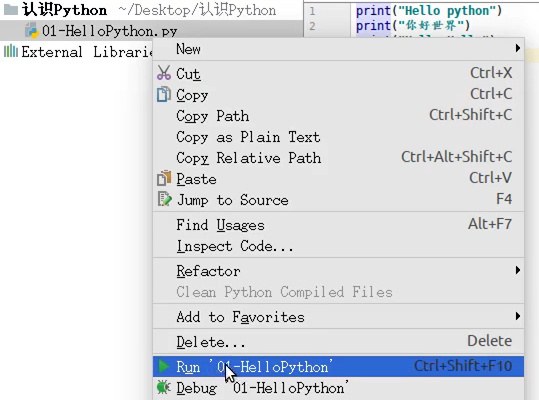 认识Python ~/Desktop/认识Python
01-HelloPython.py
External Librarie
1 print("Hello python")
2 print("你好世界")
New
Cut Ctrl+X
Copy Ctrl+C
Copy Path Ctrl+Shift+C
Copy as Plain Text
Copy Relative Path Ctrl+Alt+Shift+C
Paste Ctrl+V
Jump to Source F4
Find Usages Alt+F7
Inspect Code...
Refactor
Clean Python Compiled Files
Add to Favorites
Delete... Delete
Run '01-HelloPython' Ctrl+Shift+F10
Debug '01-HelloPython'